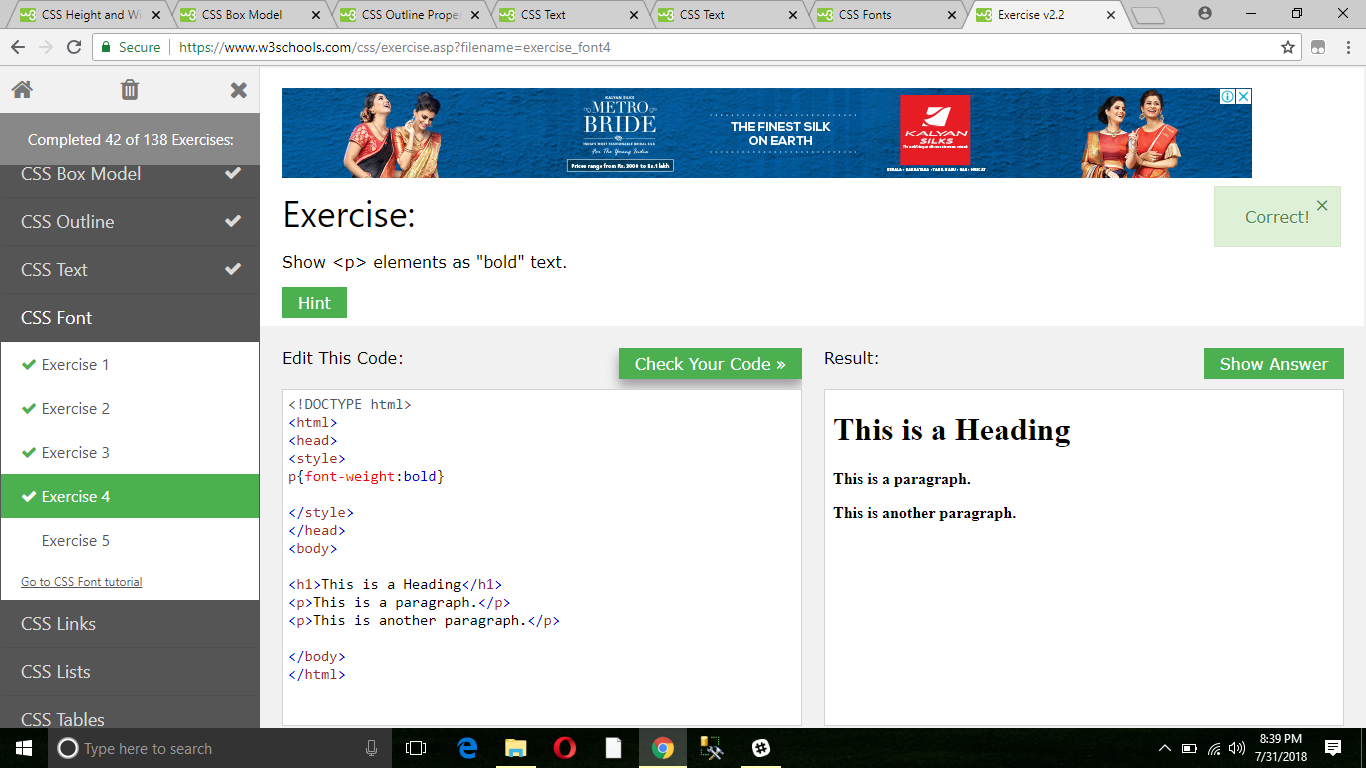 CSS Height and Wi
CSS Box Model
CSS Outline Prope
CSS Text
CSS Text
CSS Fonts
Exercise v2.2
Secure
https://www.w3schools.com/css/exercise.asp?filename=exercise_font4
Completed 42 of 138 Exercises:
CSS Box Model
CSS Outline
CSS Text
CSS Font
Exercise 1
Exercise 2
Exercise 3
Exercise 4
Exercise 5
Go to CSS Font tutorial
CSS Links
CSS Lists
CSS Tables
KALYAN SILKS
METRO
BRIDE
INDIA'S MOST FASHIONABLE BRIDAL SILK
For The Young India
Prices range from Rs.3000 to Rs.1 lakh
THE FINEST SILK
ON EARTH
KALYAN
SILKS
Exercise:
Correct!
Show <p> elements as "bold" text.
Hint
Edit This Code:
Check Your Code »
<!DOCTYPE html>
<html>
<head>
<style>
p{font-weight:bold}
</style>
</head>
<body>
<h1>This is a Heading</h1>
<p>This is a paragraph.</p>
<p>This is another paragraph.</p>
</body>
</html>
Result:
Show Answer
This is a Heading
This is a paragraph.
This is another paragraph.
Type here to search
8:39 PM
7/31/2018